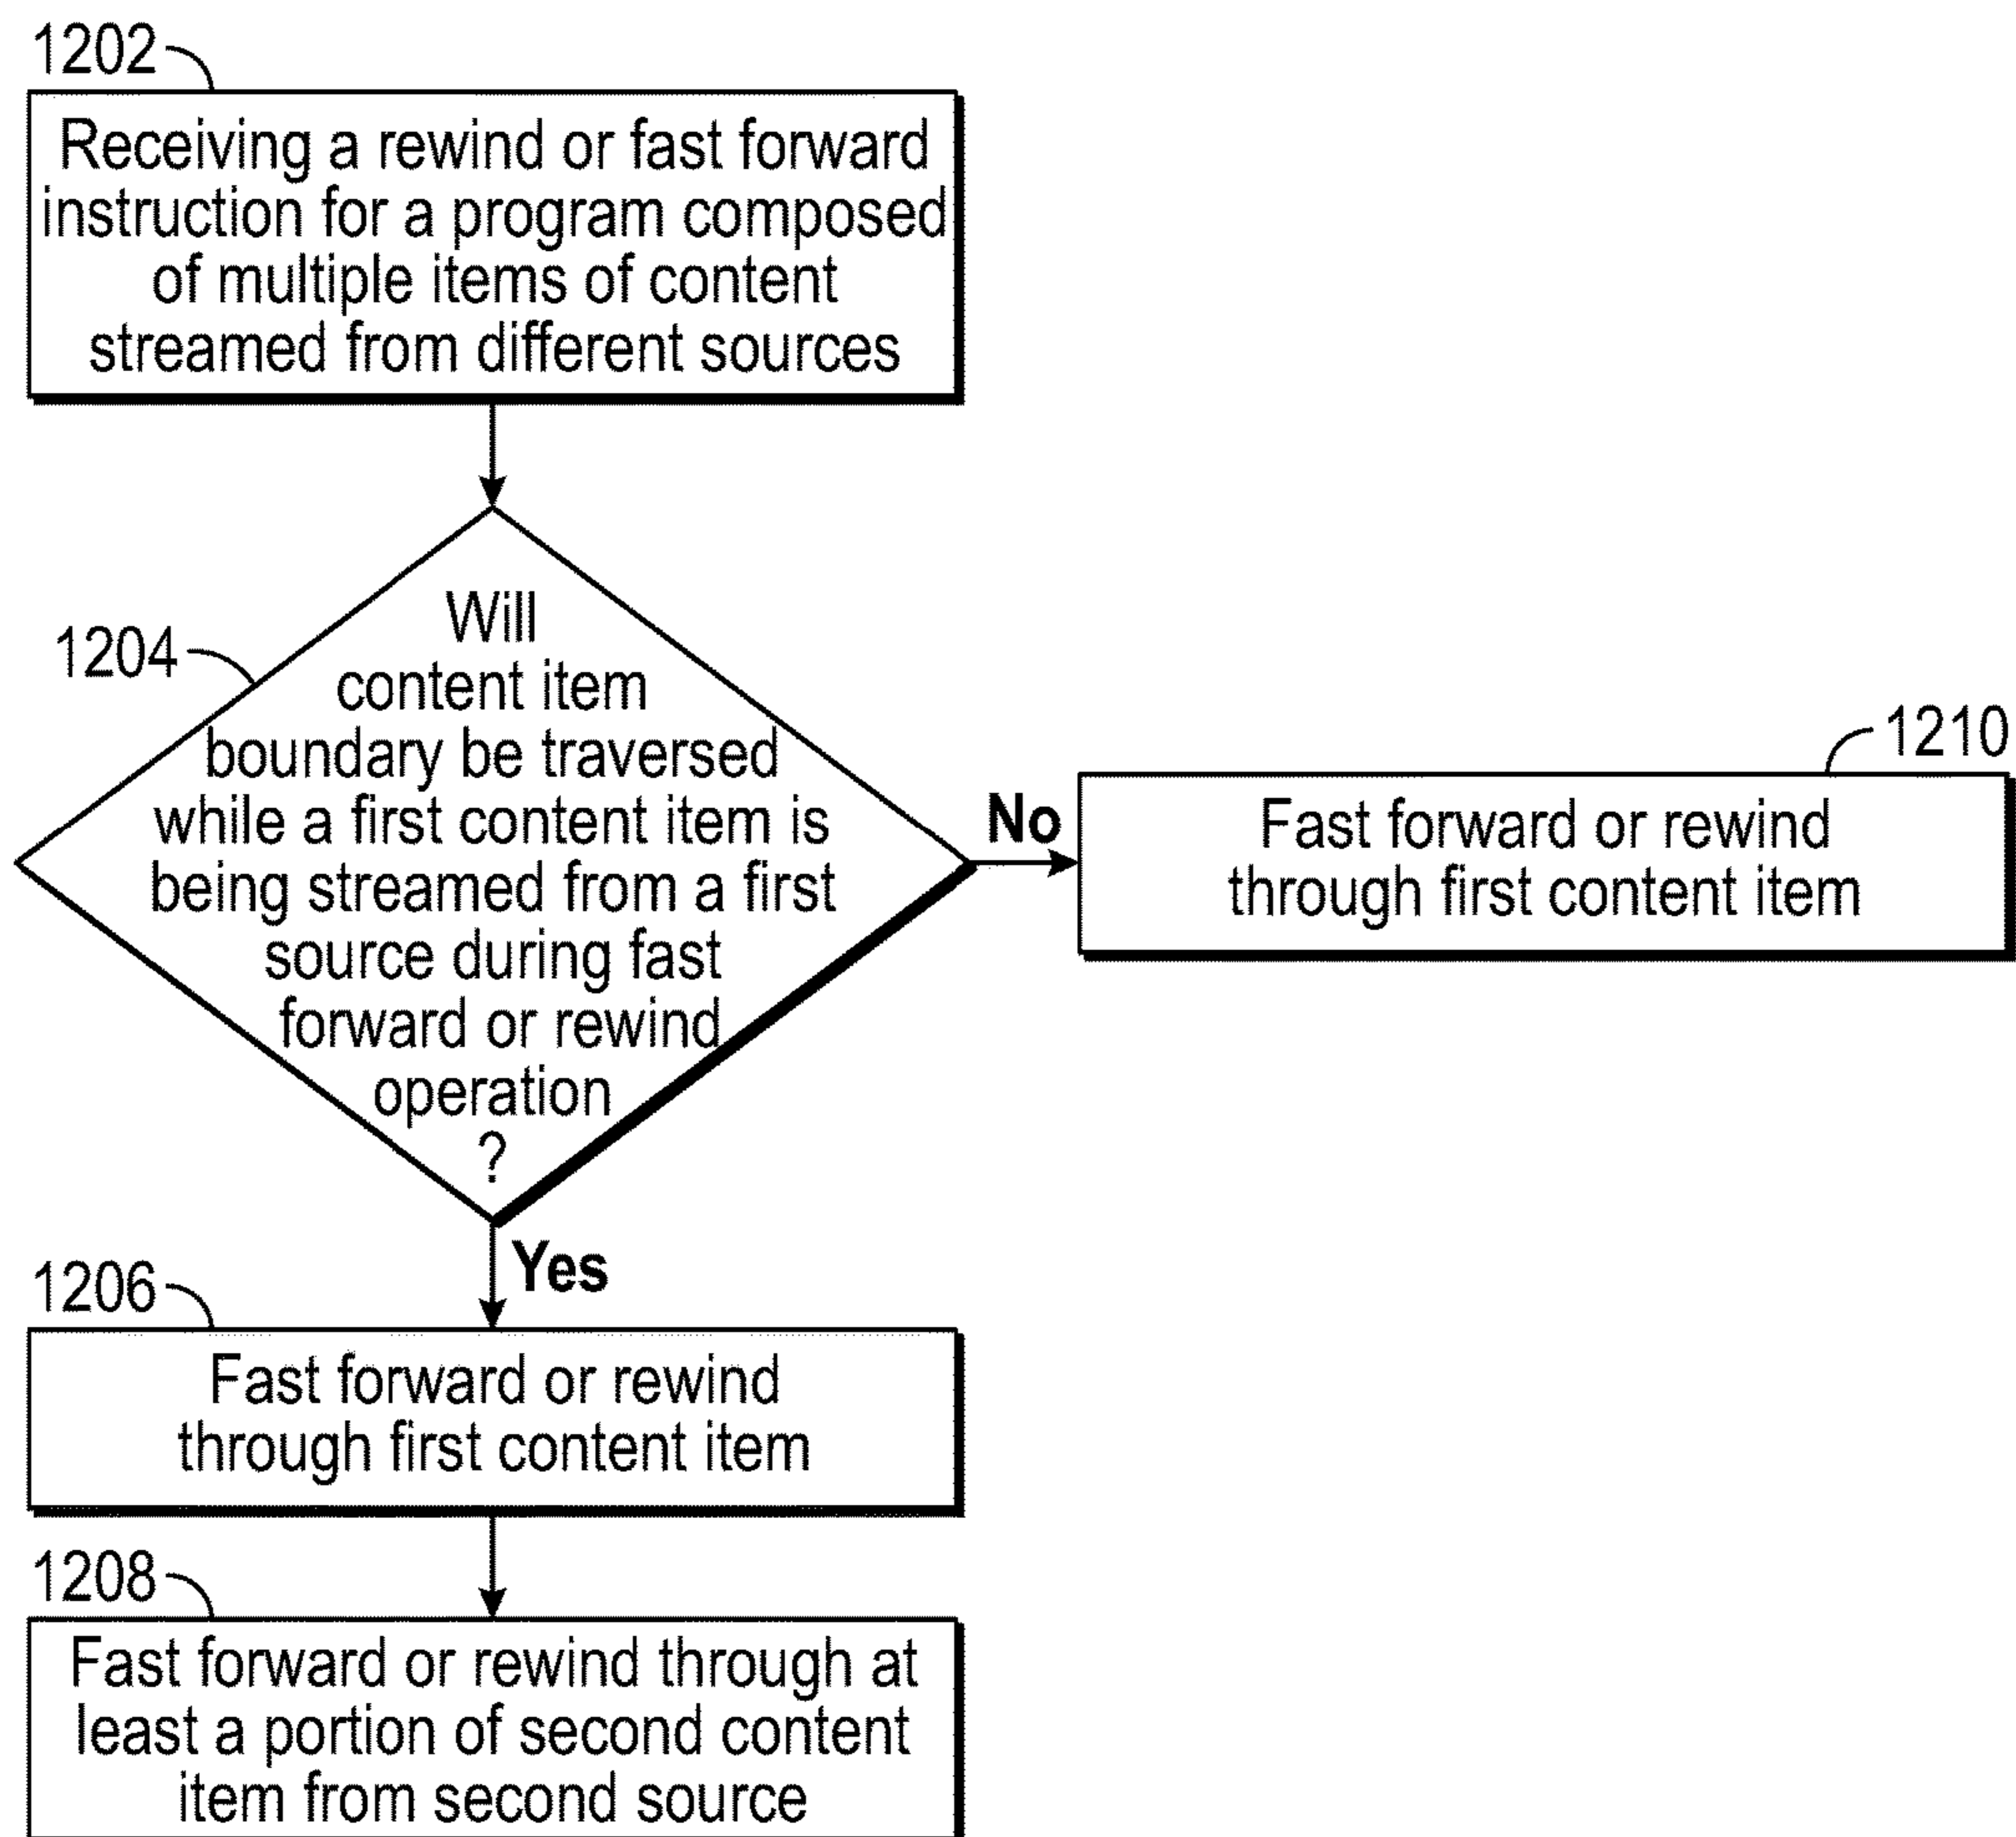 1202
Receiving a rewind or fast forward
instruction for a program composed
of multiple items of content
streamed from different sources
1204
Will
content item
boundary be traversed
while a first content item is
being streamed from a first
source during fast
forward or rewind
operation
?
No
1210
Fast forward or rewind
through first content item
Yes
1206
Fast forward or rewind
through first content item
1208
Fast forward or rewind through at
least a portion of second content
item from second source